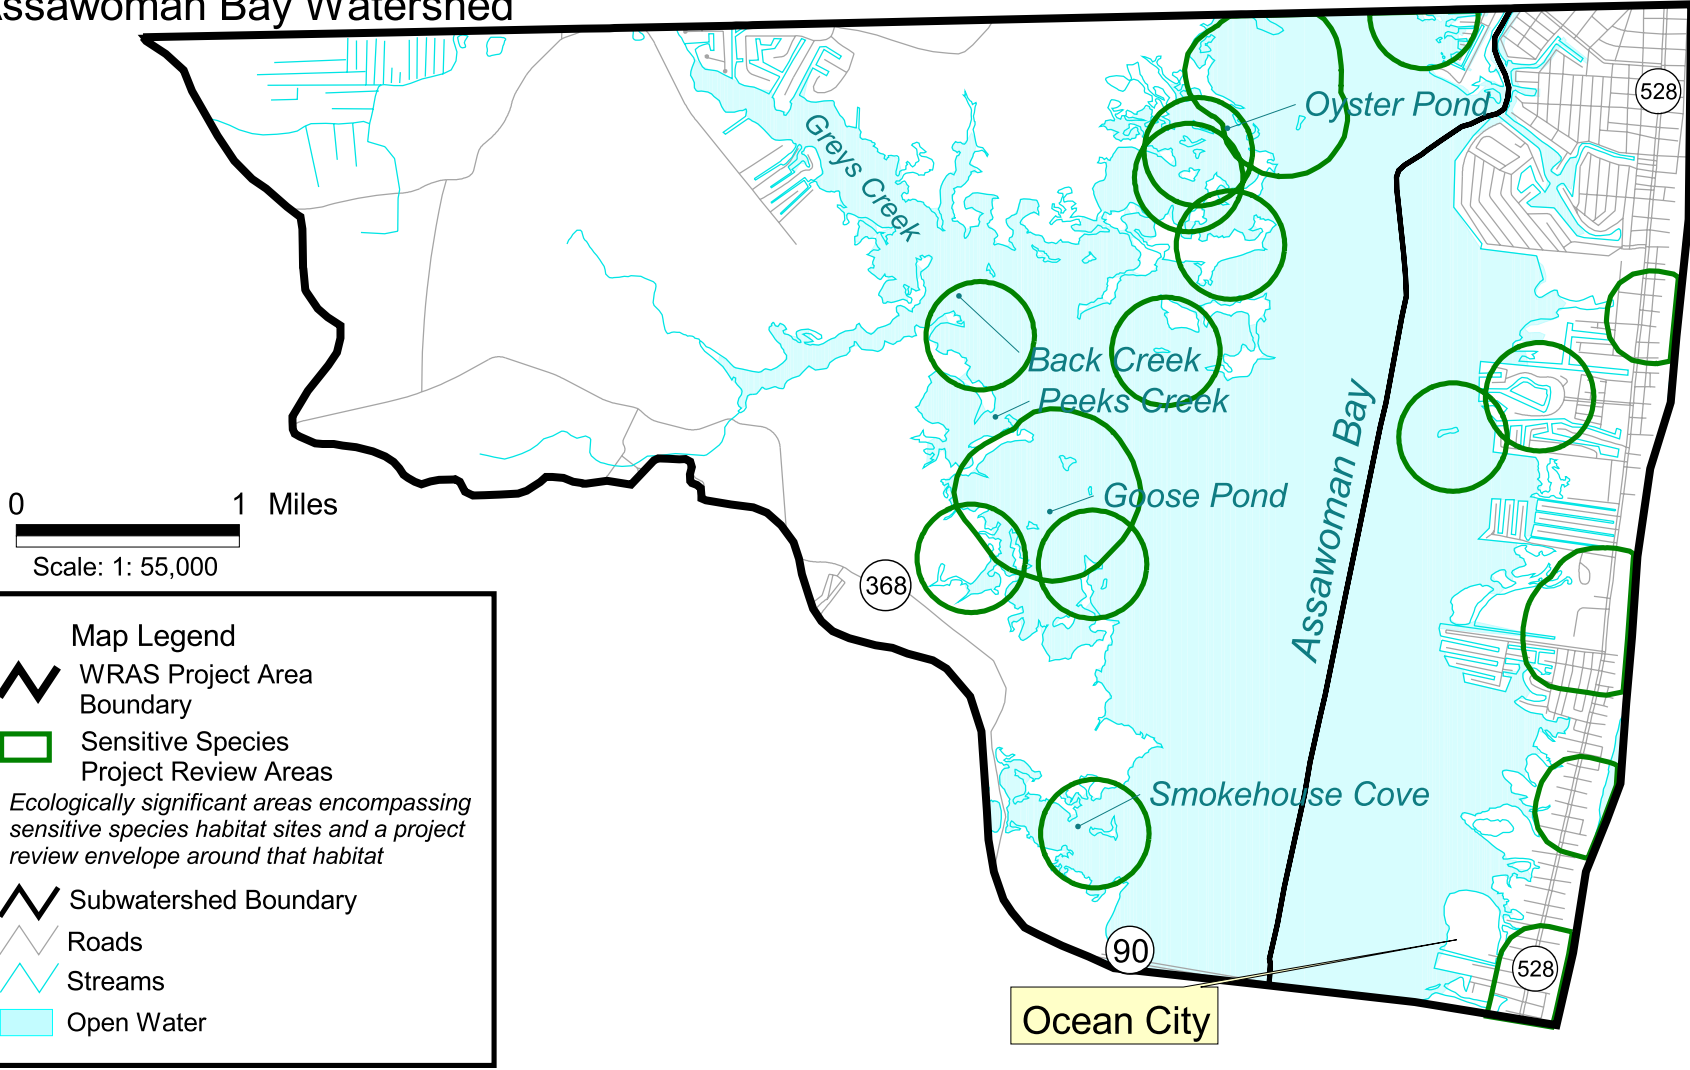 Assawoman Bay Watershed
528
Oyster Pond
Greys Creek
Back Creek
Peeks Creek
Assawoman Bay
Goose Pond
0 1 Miles
Scale: 1: 55,000
368
Map Legend
WRAS Project Area
Boundary
Sensitive Species
Project Review Areas
Ecologically significant areas encompassing
sensitive species habitat sites and a project
review envelope around that habitat
Subwatershed Boundary
Roads
Streams
Open Water
Smokehouse Cove
90
528
Ocean City